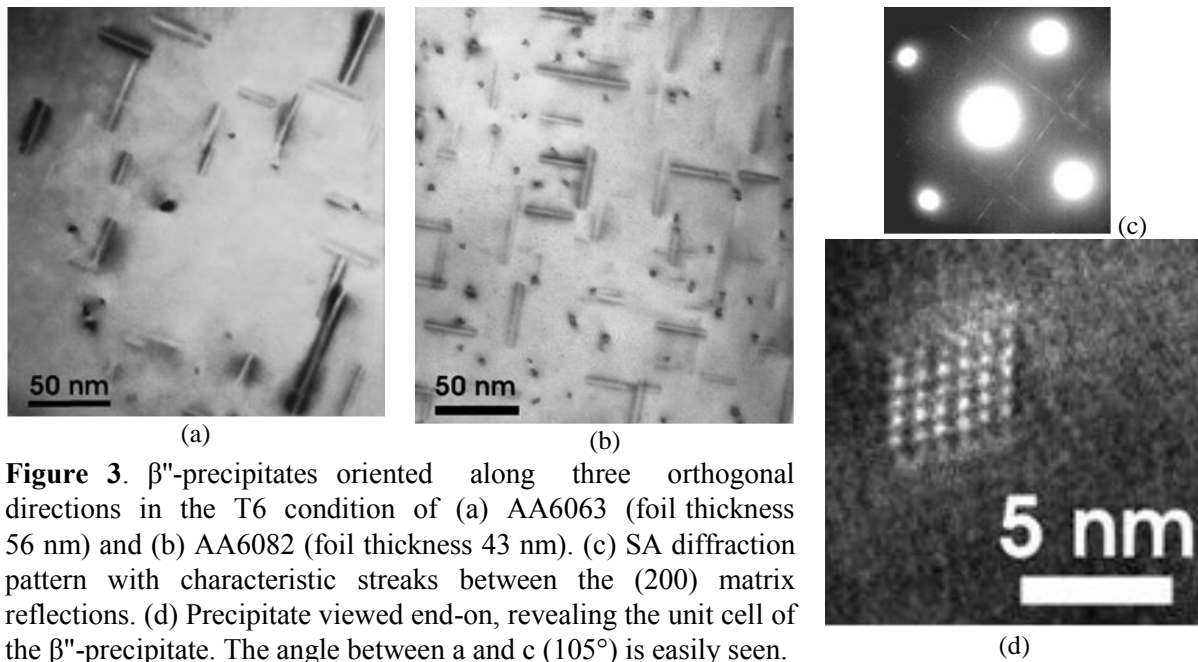 50 nm
(a)
50 nm
(b)
(c)
5 nm
(d)
Figure 3. β"-precipitates oriented along three orthogonal
directions in the T6 condition of (a) AA6063 (foil thickness
56 nm) and (b) AA6082 (foil thickness 43 nm). (c) SA diffraction
pattern with characteristic streaks between the (200) matrix
reflections. (d) Precipitate viewed end-on, revealing the unit cell of
the β"-precipitate. The angle between a and c (105°) is easily seen.